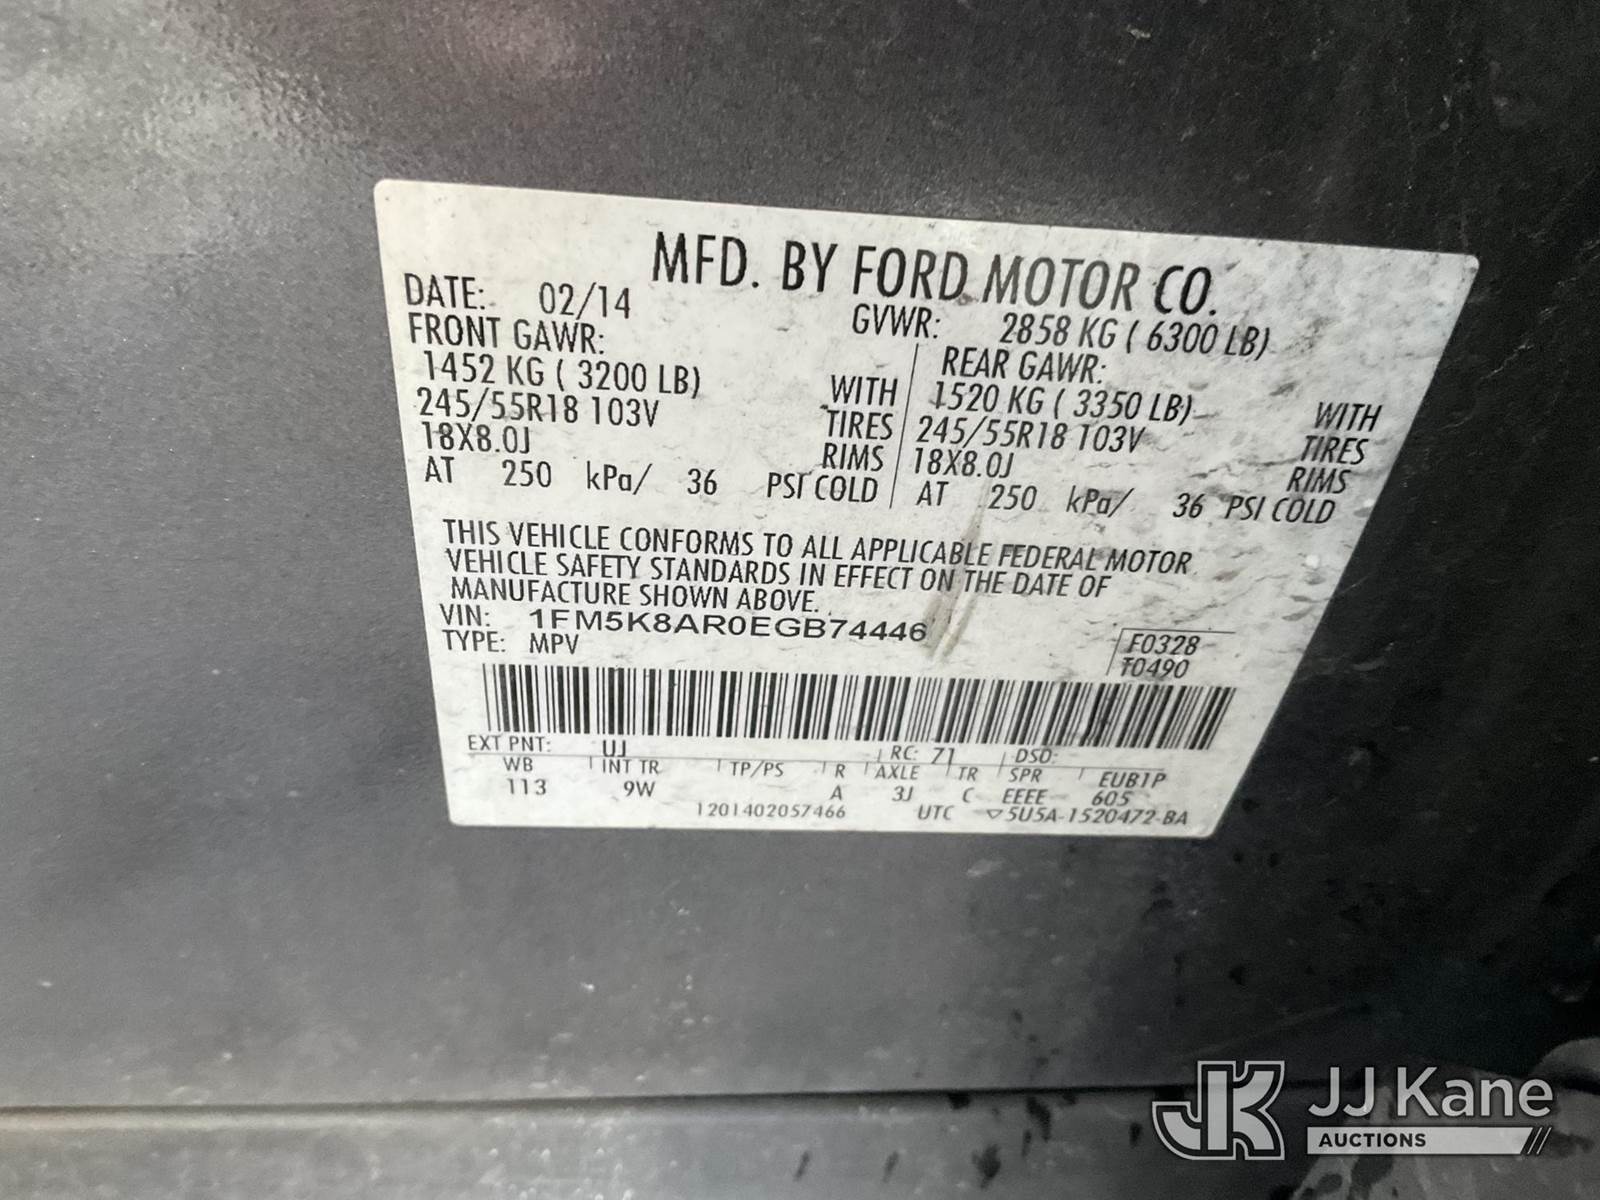 MFD. BY FORD MOTOR CO.
DATE: 02/14 GVWR: 2858 KG ( 6300 LB)
FRONT GAWR: REAR GAWR:
1452 KG ( 3200 LB) WITH 1520 KG ( 3350 LB) WITH
245/55R18 103V TIRES 245/55R18 103V TIRES
18X8.0J RIMS 18X8.0J RIMS
AT 250 kPa/ 36 PSI COLD AT 250 kPa/ 36 PSI COLD
THIS VEHICLE CONFORMS TO ALL APPLICABLE FEDERAL MOTOR
VEHICLE SAFETY STANDARDS IN EFFECT ON THE DATE OF
MANUFACTURE SHOWN ABOVE.
VIN: 1FM5K8AR0EGB74446
TYPE: MPV
F0328
T0490
EXT PNT: UJ RC: 71 DSO:
WB INT TR TP/PS R AXLE TR SPR EUB1P
113 9W A 3J C EEEE 605
1201402057466 UTC ▽5U5A-1520472-BA
JK JJ Kane
AUCTIONS